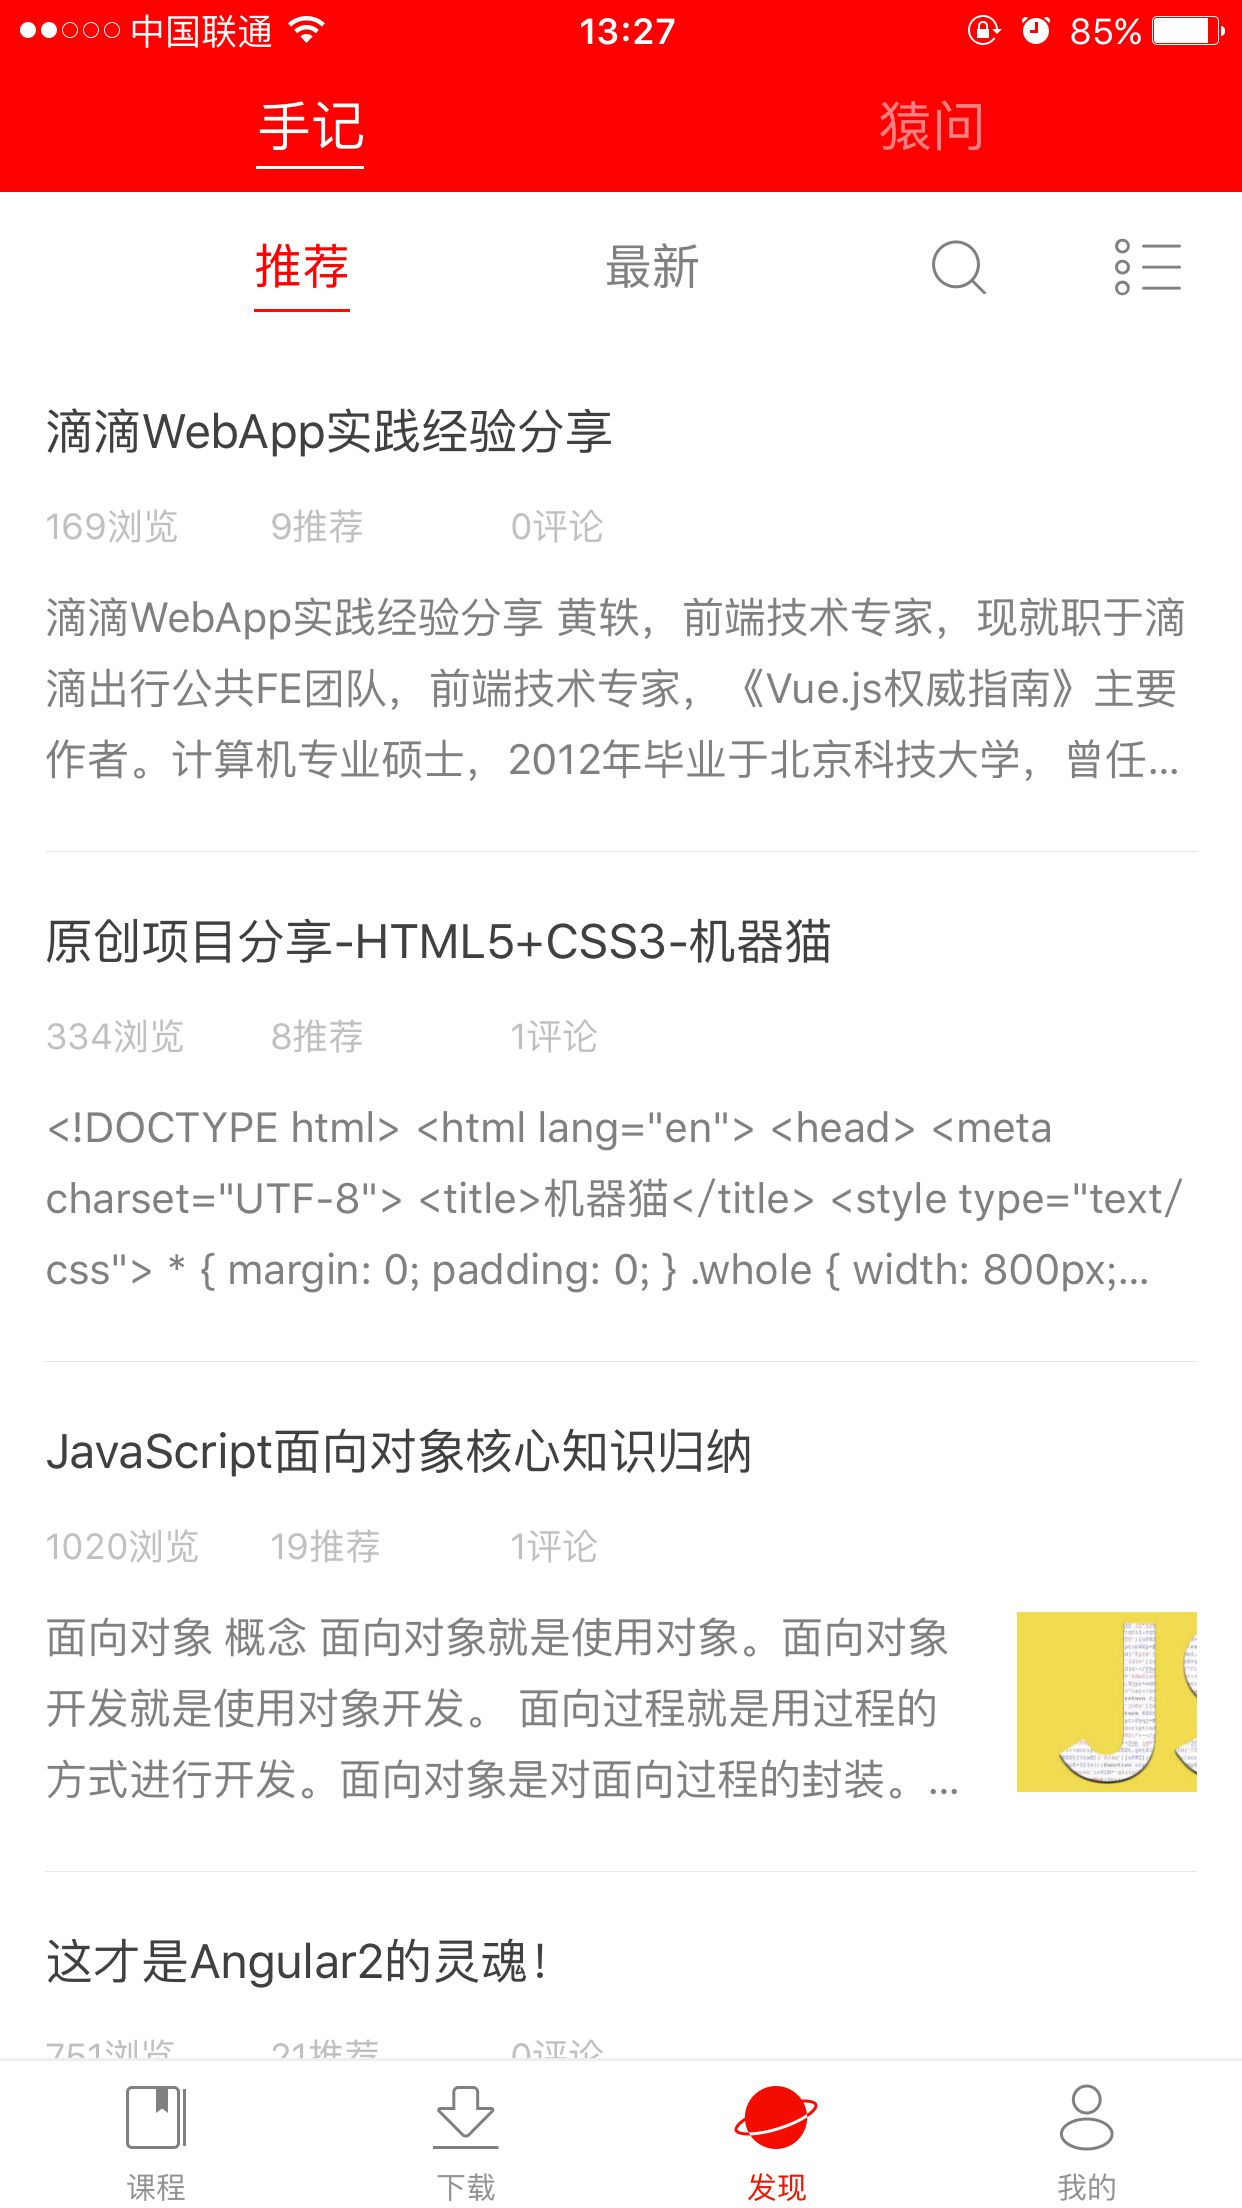 中国联通 13:27 85%
手记 猿问
推荐 最新
滴滴WebApp实践经验分享
169浏览 9推荐 0评论
滴滴WebApp实践经验分享 黄轶，前端技术专家，现就职于滴
滴出行公共FE团队，前端技术专家，《Vue.js权威指南》主要
作者。计算机专业硕士，2012年毕业于北京科技大学，曾任...
原创项目分享-HTML5+CSS3-机器猫
334浏览 8推荐 1评论
<!DOCTYPE html> <html lang="en"> <head> <meta
charset="UTF-8"> <title>机器猫</title> <style type="text/
css"> * { margin: 0; padding: 0; } .whole { width: 800px;...
JavaScript面向对象核心知识归纳
1020浏览 19推荐 1评论
面向对象 概念 面向对象就是使用对象。面向对象
开发就是使用对象开发。 面向过程就是用过程的
方式进行开发。面向对象是对面向过程的封装。...
这才是Angular2的灵魂！
751浏览 21推荐 0评论
课程 下载 发现 我的